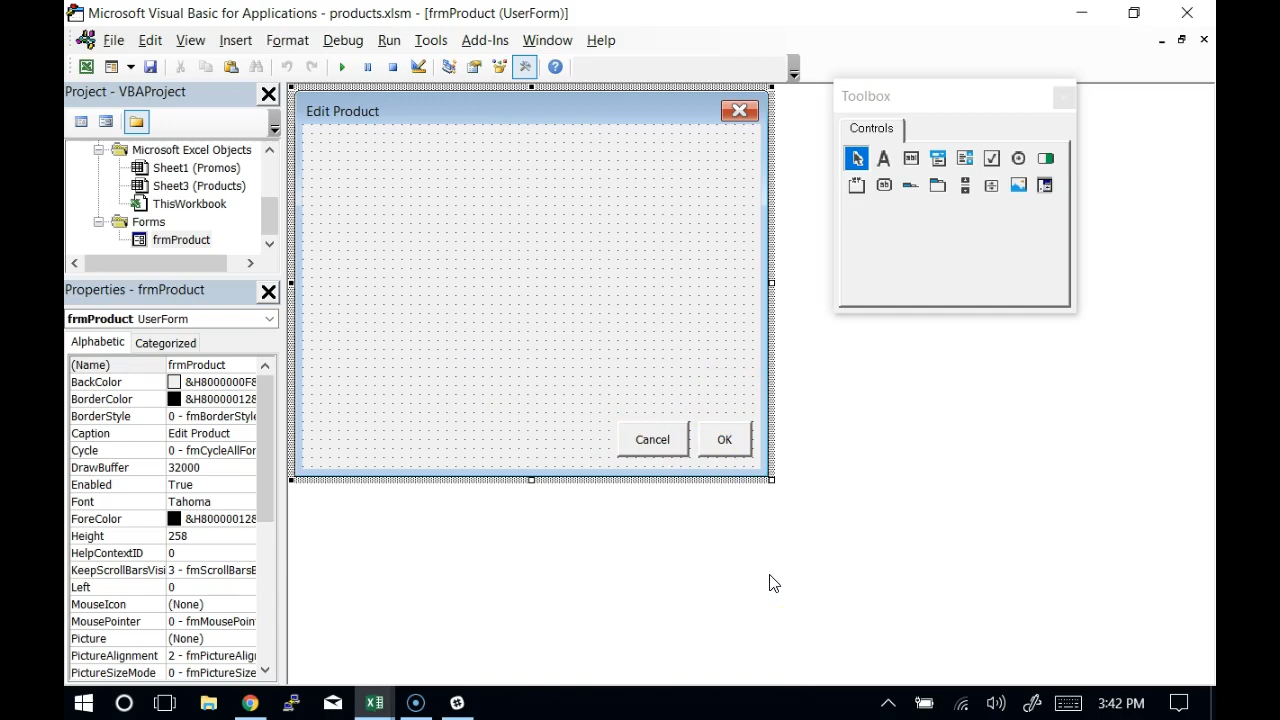 Microsoft Visual Basic for Applications - products.xlsm - [frmProduct (UserForm)]
File Edit View Insert Format Debug Run Tools Add-Ins Window Help
Project - VBAProject
Microsoft Excel Objects
Sheet1 (Promos)
Sheet3 (Products)
ThisWorkbook
Forms
frmProduct
Properties - frmProduct
frmProduct UserForm
Alphabetic Categorized
(Name) frmProduct
BackColor &H8000000F&
BorderColor &H80000012&
BorderStyle 0 - fmBorderStyle
Caption Edit Product
Cycle 0 - fmCycleAllFor
DrawBuffer 32000
Enabled True
Font Tahoma
ForeColor &H80000012&
Height 258
HelpContextID 0
KeepScrollBarsVisi 3 - fmScrollBarsB
Left 0
MouseIcon (None)
MousePointer 0 - fmMousePoin
Picture (None)
PictureAlignment 2 - fmPictureAlig
PictureSizeMode 0 - fmPictureSize
Edit Product
Cancel OK
Toolbox
Controls
3:42 PM